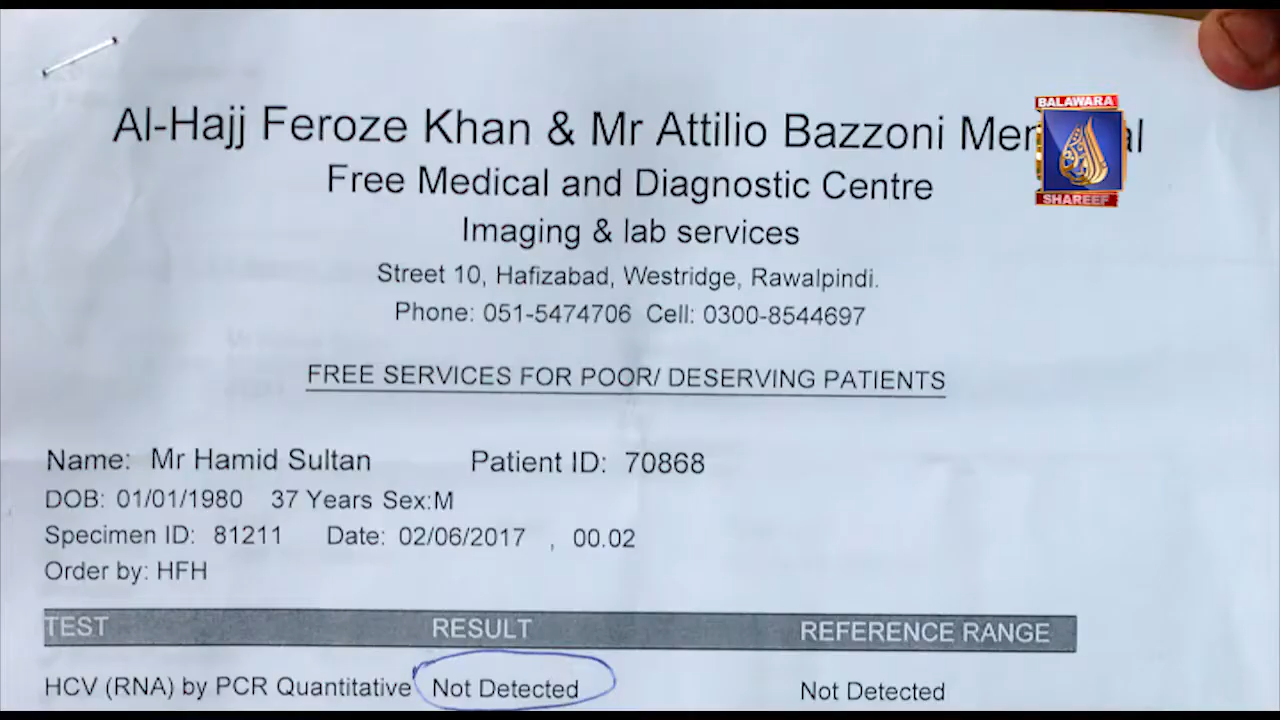 Al-Hajj Feroze Khan & Mr Attilio Bazzoni
Free Medical and Diagnostic Centre
Imaging & lab services
Street 10, Hafizabad, Westridge, Rawalpindi.
Phone: 051-5474706 Cell: 0300-8544697
FREE SERVICES FOR POOR/ DESERVING PATIENTS
BALAWARA
SHAREEF
Name: Mr Hamid Sultan Patient ID: 70868
DOB: 01/01/1980 37 Years Sex:M
Specimen ID: 81211 Date: 02/06/2017 , 00.02
Order by: HFH
TEST RESULT REFERENCE RANGE
HCV (RNA) by PCR Quantitative Not Detected Not Detected